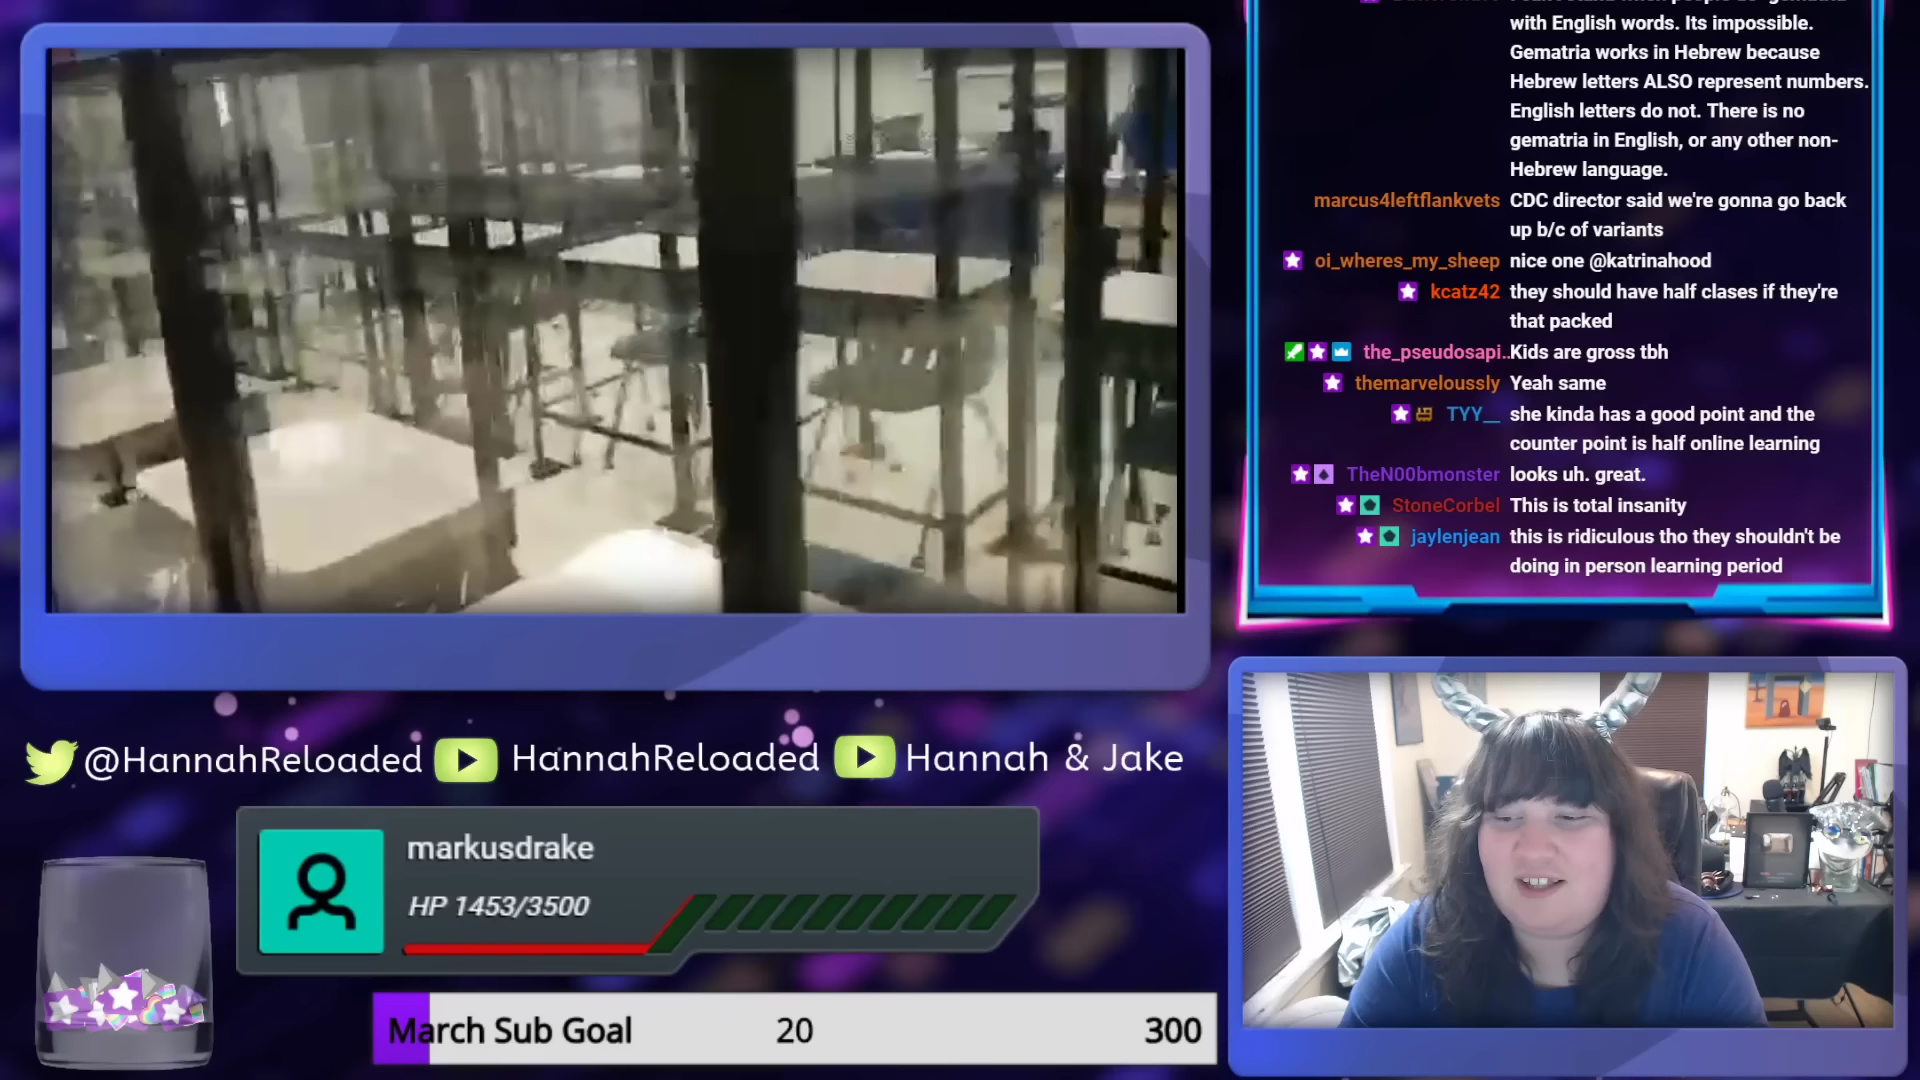 with English words. Its impossible.
Gematria works in Hebrew because
Hebrew letters ALSO represent numbers.
English letters do not. There is no
gematria in English, or any other non-
Hebrew language.
marcus4leftflankvets CDC director said we're gonna go back
up b/c of variants
oi_wheres_my_sheep nice one @katrinahood
kcatz42 they should have half clases if they're
that packed
the_pseudosapi.. Kids are gross tbh
themarveloussly Yeah same
TYY__ she kinda has a good point and the
counter point is half online learning
TheN00bmonster looks uh. great.
StoneCorbel This is total insanity
jaylenjean this is ridiculous tho they shouldn't be
doing in person learning period
@HannahReloaded HannahReloaded Hannah & Jake
markusdrake
HP 1453/3500
March Sub Goal 20 300